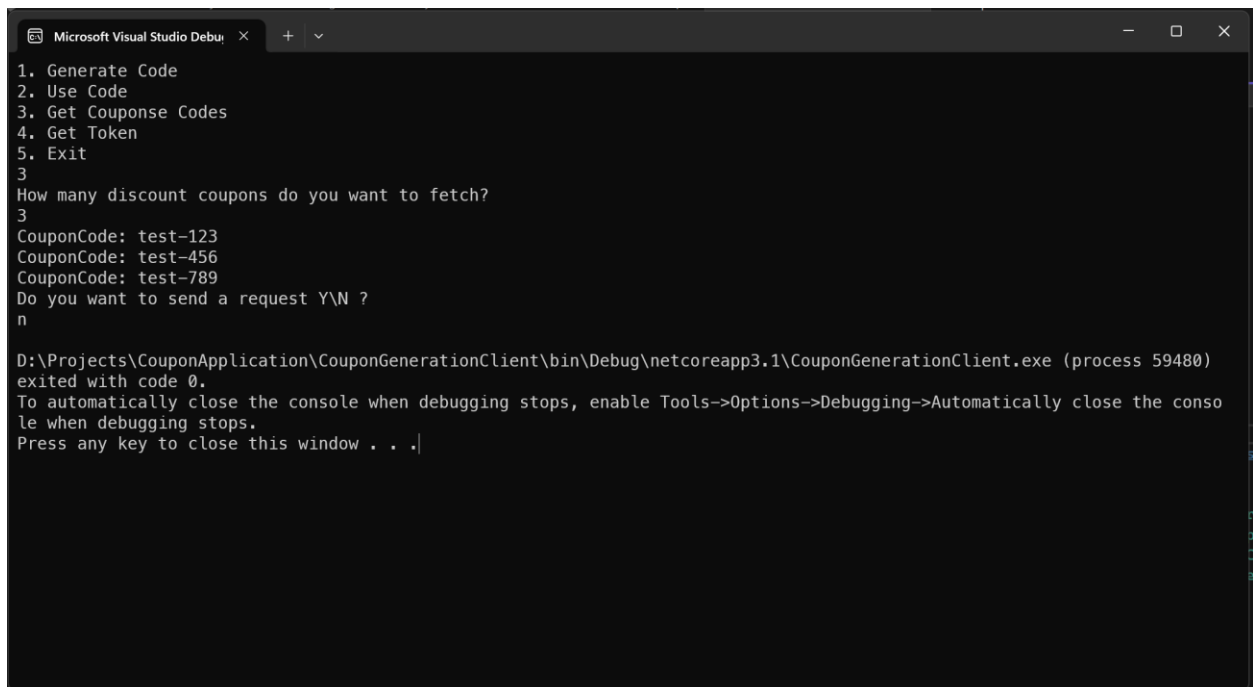 Microsoft Visual Studio Debug
1. Generate Code
2. Use Code
3. Get Couponse Codes
4. Get Token
5. Exit
3
How many discount coupons do you want to fetch?
3
CouponCode: test-123
CouponCode: test-456
CouponCode: test-789
Do you want to send a request Y\N ?
n
D:\Projects\CouponApplication\CouponGenerationClient\bin\Debug\netcoreapp3.1\CouponGenerationClient.exe (process 59480)
exited with code 0.
To automatically close the console when debugging stops, enable Tools->Options->Debugging->Automatically close the conso
le when debugging stops.
Press any key to close this window . . .